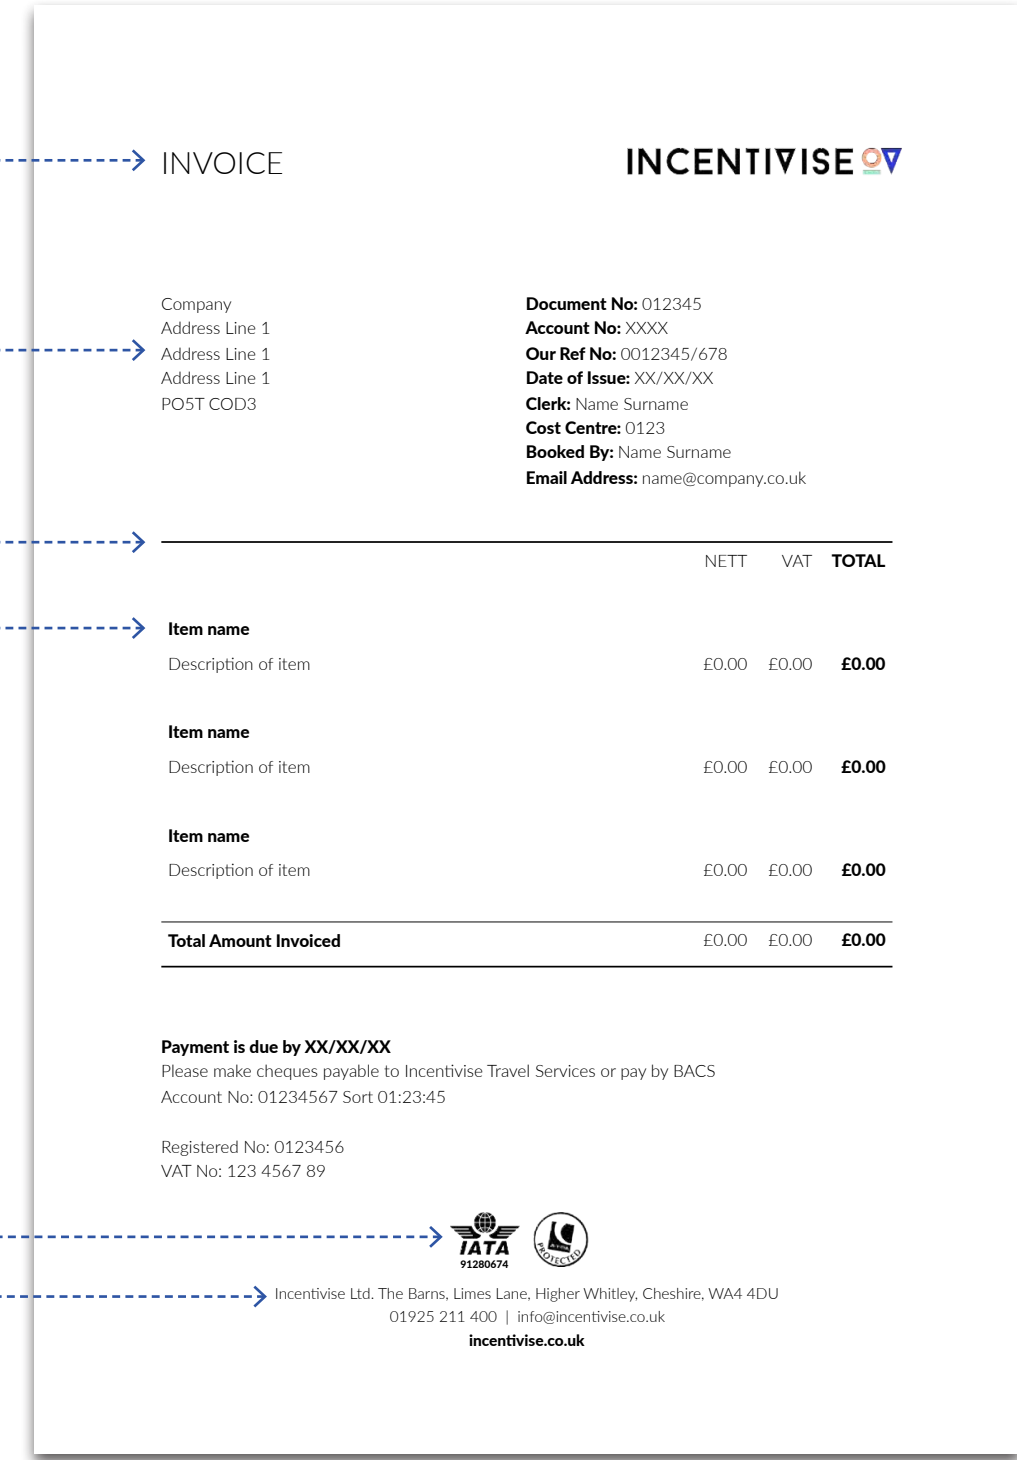 INVOICE
INCENTIVISE
Company
Address Line 1
Address Line 1
Address Line 1
PO5T COD3
Document No: 012345
Account No: XXXX
Our Ref No: 0012345/678
Date of Issue: XX/XX/XX
Clerk: Name Surname
Cost Centre: 0123
Booked By: Name Surname
Email Address: name@company.co.uk
NETT VAT TOTAL
Item name
Description of item £0.00 £0.00 £0.00
Item name
Description of item £0.00 £0.00 £0.00
Item name
Description of item £0.00 £0.00 £0.00
Total Amount Invoiced £0.00 £0.00 £0.00
Payment is due by XX/XX/XX
Please make cheques payable to Incentivise Travel Services or pay by BACS
Account No: 01234567 Sort 01:23:45
Registered No: 0123456
VAT No: 123 4567 89
IATA
91280674
PROTECTED
Incentivise Ltd. The Barns, Limes Lane, Higher Whitley, Cheshire, WA4 4DU
01925 211 400 | info@incentivise.co.uk
incentivise.co.uk